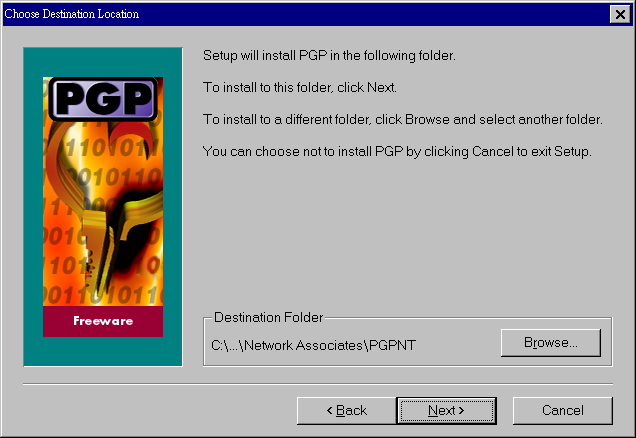 Choose Destination Location
PGP
Freeware
Setup will install PGP in the following folder.
To install to this folder, click Next.
To install to a different folder, click Browse and select another folder.
You can choose not to install PGP by clicking Cancel to exit Setup.
Destination Folder
C:\...\Network Associates\PGPNT
Browse...
< Back
Next >
Cancel